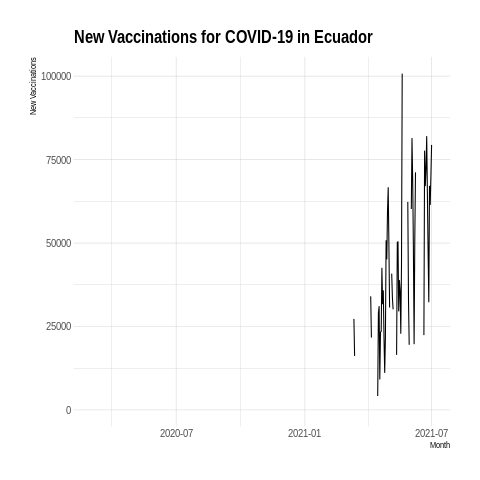 New Vaccinations for COVID-19 in Ecuador
New Vaccinations
100000
75000
50000
25000
0
2020-07 2021-01 2021-07
Month